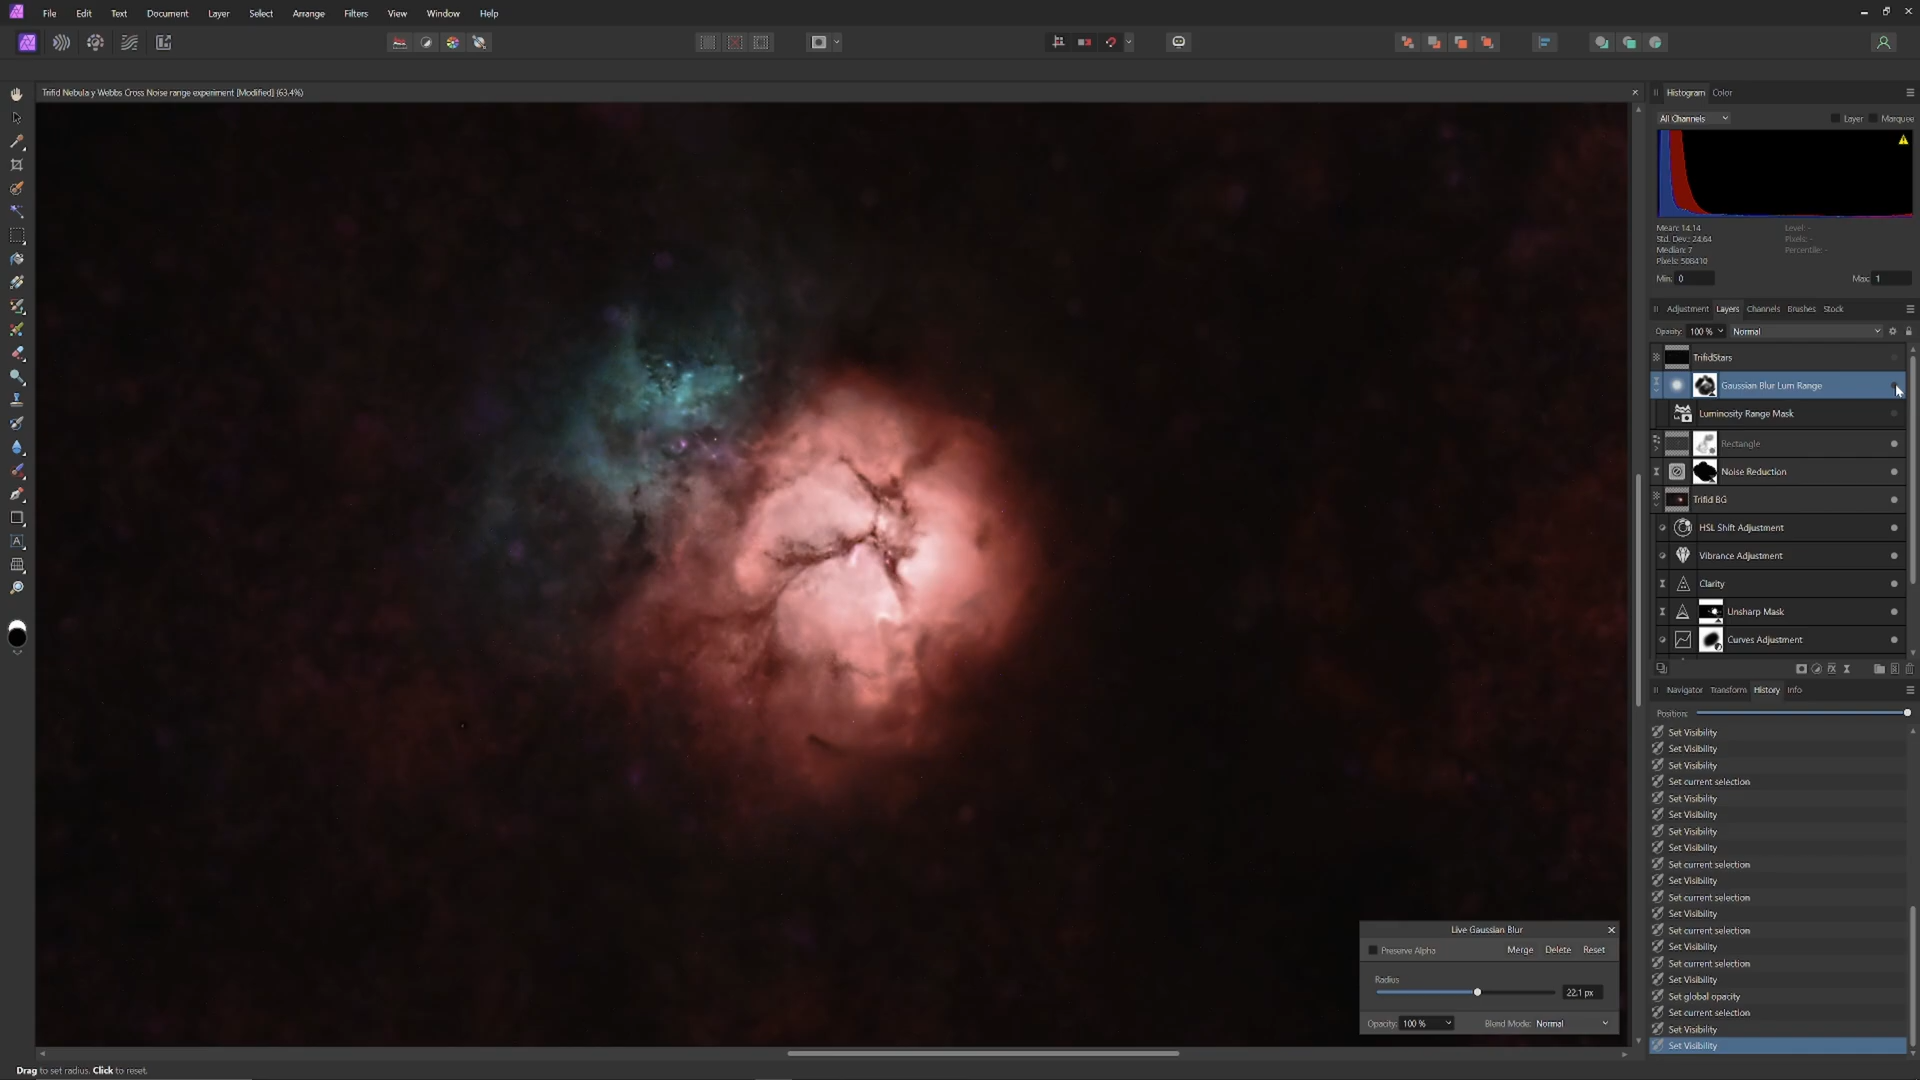 File Edit Text Document Layer Select Arrange Filters View Window Help
Trifid Nebula y Webbs Cross Noise range experiment [Modified] (63.4%)
Histogram Color
All Channels Layer Marquee
Mean: 14.14 Level: -
Std. Dev.: 24.64 Pixels: -
Median: 7 Percentile: -
Pixels: 508410
Min: 0 Max: 1
Adjustment Layers Channels Brushes Stock
Opacity: 100 % Normal
TrifidStars
Gaussian Blur Lum Range
Luminosity Range Mask
Rectangle
Noise Reduction
Trifid BG
HSL Shift Adjustment
Vibrance Adjustment
Clarity
Unsharp Mask
Curves Adjustment
Navigator Transform History Info
Position:
Set Visibility
Set Visibility
Set Visibility
Set current selection
Set Visibility
Set Visibility
Set Visibility
Set Visibility
Set current selection
Set Visibility
Set current selection
Set Visibility
Set current selection
Set Visibility
Set current selection
Set Visibility
Set global opacity
Set current selection
Set Visibility
Set Visibility
Live Gaussian Blur
Preserve Alpha Merge Delete Reset
Radius
22.1 px
Opacity: 100 % Blend Mode: Normal
Drag to set radius. Click to reset.